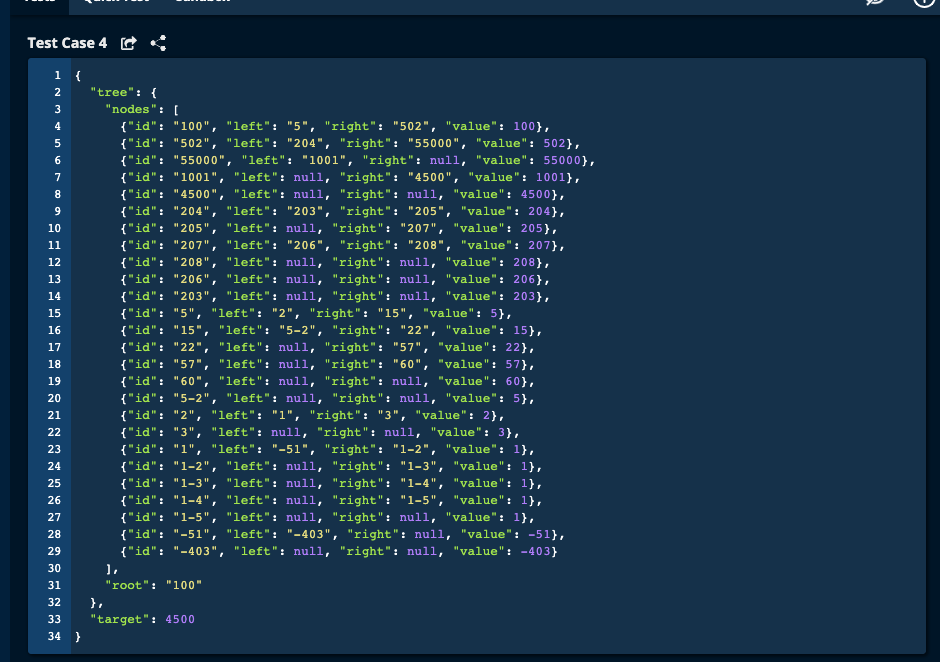 Tests Quick Test Sandbox
Test Case 4
1 {
2 "tree": {
3 "nodes": [
4 {"id": "100", "left": "5", "right": "502", "value": 100},
5 {"id": "502", "left": "204", "right": "55000", "value": 502},
6 {"id": "55000", "left": "1001", "right": null, "value": 55000},
7 {"id": "1001", "left": null, "right": "4500", "value": 1001},
8 {"id": "4500", "left": null, "right": null, "value": 4500},
9 {"id": "204", "left": "203", "right": "205", "value": 204},
10 {"id": "205", "left": null, "right": "207", "value": 205},
11 {"id": "207", "left": "206", "right": "208", "value": 207},
12 {"id": "208", "left": null, "right": null, "value": 208},
13 {"id": "206", "left": null, "right": null, "value": 206},
14 {"id": "203", "left": null, "right": null, "value": 203},
15 {"id": "5", "left": "2", "right": "15", "value": 5},
16 {"id": "15", "left": "5-2", "right": "22", "value": 15},
17 {"id": "22", "left": null, "right": "57", "value": 22},
18 {"id": "57", "left": null, "right": "60", "value": 57},
19 {"id": "60", "left": null, "right": null, "value": 60},
20 {"id": "5-2", "left": null, "right": null, "value": 5},
21 {"id": "2", "left": "1", "right": "3", "value": 2},
22 {"id": "3", "left": null, "right": null, "value": 3},
23 {"id": "1", "left": "-51", "right": "1-2", "value": 1},
24 {"id": "1-2", "left": null, "right": "1-3", "value": 1},
25 {"id": "1-3", "left": null, "right": "1-4", "value": 1},
26 {"id": "1-4", "left": null, "right": "1-5", "value": 1},
27 {"id": "1-5", "left": null, "right": null, "value": 1},
28 {"id": "-51", "left": "-403", "right": null, "value": -51},
29 {"id": "-403", "left": null, "right": null, "value": -403}
30 ],
31 "root": "100"
32 },
33 "target": 4500
34 }